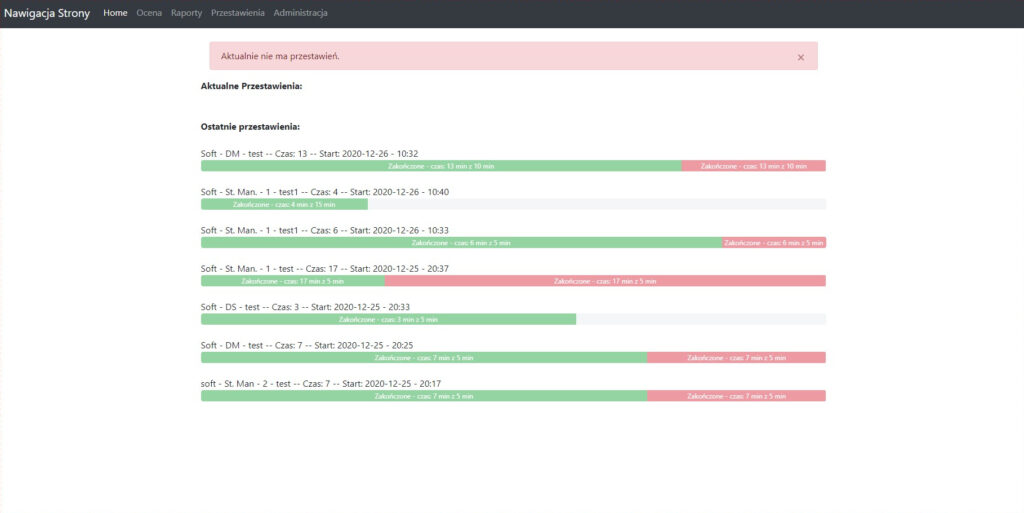 Nawigacja Strony Home Ocena Raporty Przestawienia Administracja
Aktualnie nie ma przestawień. ×
Aktualne Przestawienia:
Ostatnie przestawienia:
Soft - DM - test -- Czas: 13 -- Start: 2020-12-26 - 10:32
Zakończone - czas: 13 min z 10 min Zakończone - czas: 13 min z 10 min
Soft - St. Man. - 1 - test1 -- Czas: 4 -- Start: 2020-12-26 - 10:40
Zakończone - czas: 4 min z 15 min
Soft - St. Man. - 1 - test1 -- Czas: 6 -- Start: 2020-12-26 - 10:33
Zakończone - czas: 6 min z 5 min Zakończone - czas: 6 min z 5 min
Soft - St. Man. - 1 - test -- Czas: 17 -- Start: 2020-12-25 - 20:37
Zakończone - czas: 17 min z 5 min Zakończone - czas: 17 min z 5 min
Soft - DS - test -- Czas: 3 -- Start: 2020-12-25 - 20:33
Zakończone - czas: 3 min z 5 min
Soft - DM - test -- Czas: 7 -- Start: 2020-12-25 - 20:25
Zakończone - czas: 7 min z 5 min Zakończone - czas: 7 min z 5 min
soft - St. Man - 2 - test -- Czas: 7 -- Start: 2020-12-25 - 20:17
Zakończone - czas: 7 min z 5 min Zakończone - czas: 7 min z 5 min